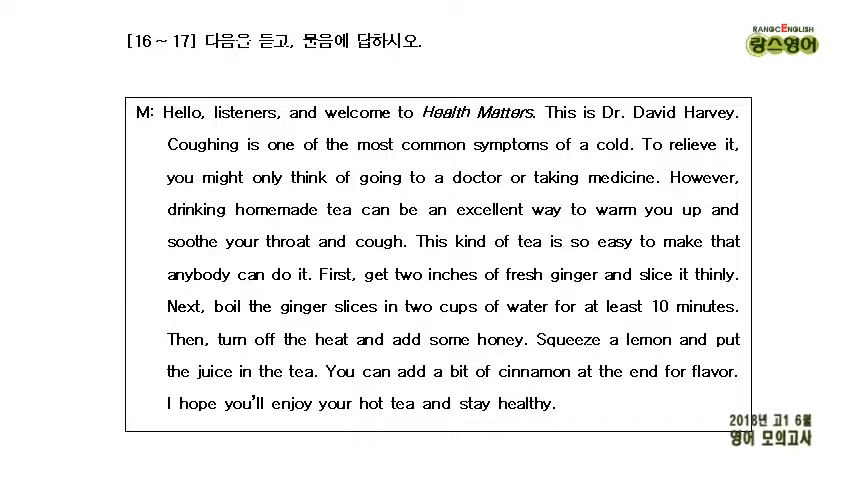 [16 ~ 17] 다음을 듣고, 물음에 답하시오.
RANGCENGLISH
랑스영어
M: Hello, listeners, and welcome to Health Matters. This is Dr. David Harvey.
Coughing is one of the most common symptoms of a cold. To relieve it,
you might only think of going to a doctor or taking medicine. However,
drinking homemade tea can be an excellent way to warm you up and
soothe your throat and cough. This kind of tea is so easy to make that
anybody can do it. First, get two inches of fresh ginger and slice it thinly.
Next, boil the ginger slices in two cups of water for at least 10 minutes.
Then, turn off the heat and add some honey. Squeeze a lemon and put
the juice in the tea. You can add a bit of cinnamon at the end for flavor.
I hope you'll enjoy your hot tea and stay healthy.
2018년 고1 6월
영어 모의고사